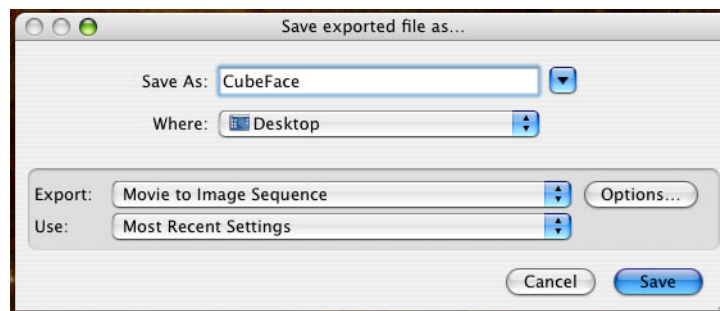 Save exported file as...
Save As: CubeFace
Where: Desktop
Export: Movie to Image Sequence Options...
Use: Most Recent Settings
Cancel Save